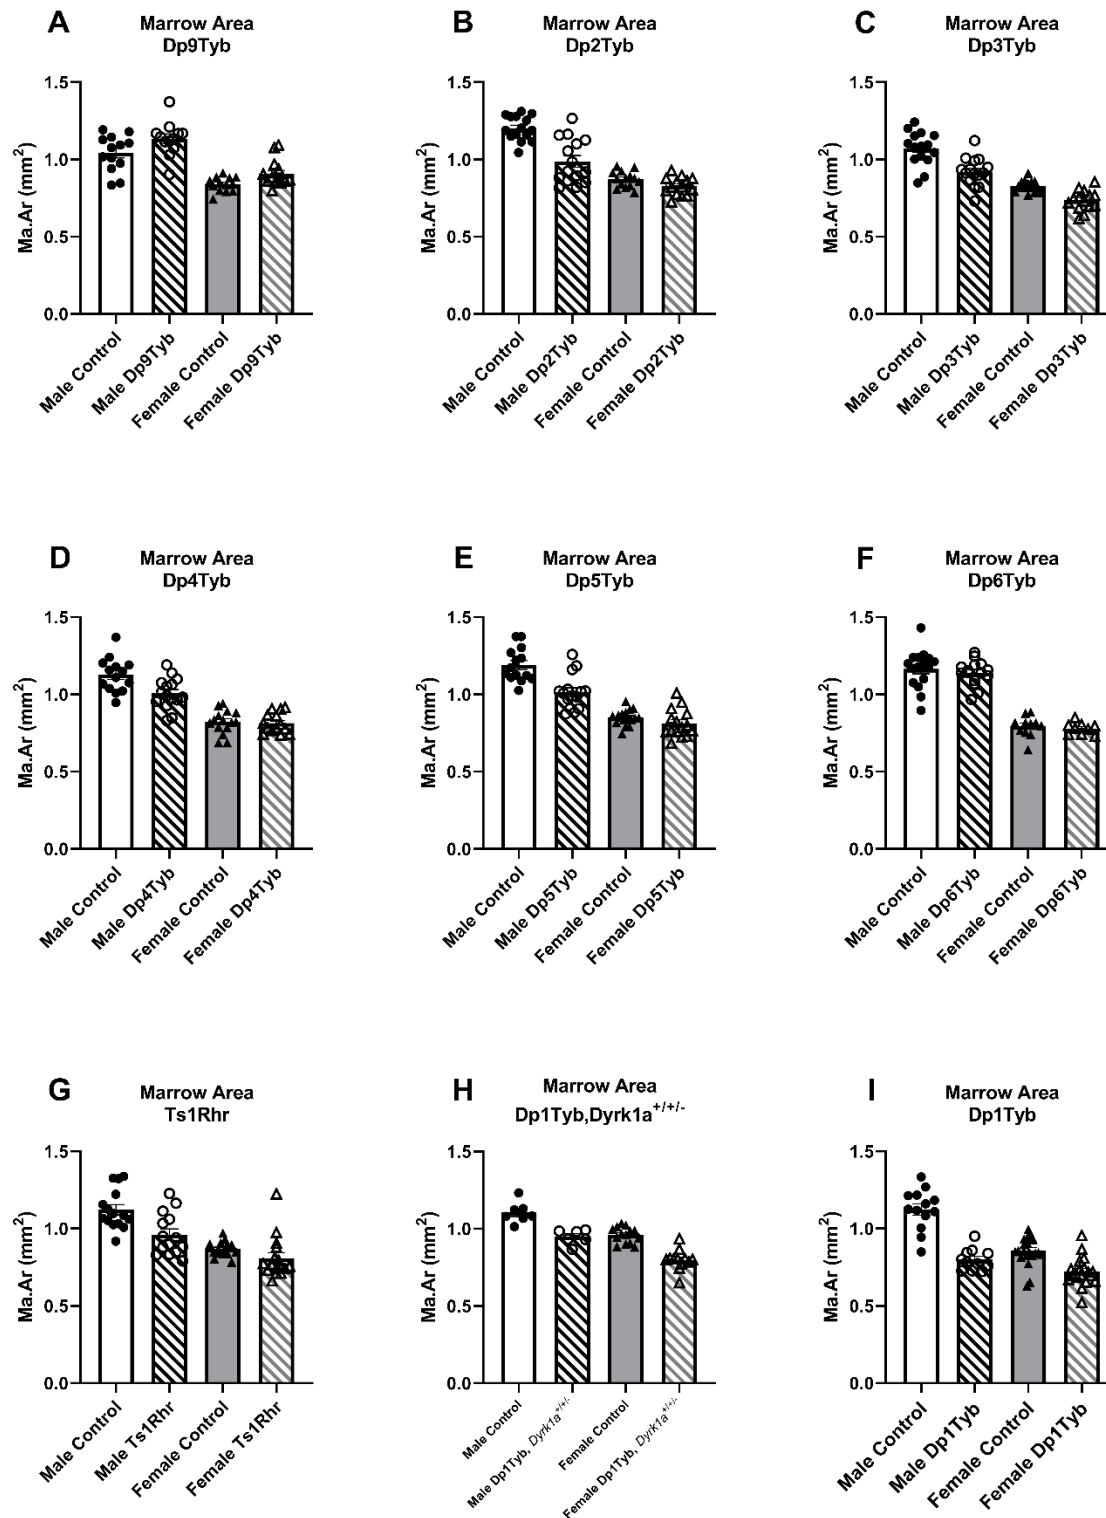 A
Marrow Area
Dp9Tyb
Ma.Ar (mm²)
1.5
1.0
0.5
0.0
Male Control
Male Dp9Tyb
Female Control
Female Dp9Tyb
B
Marrow Area
Dp2Tyb
Ma.Ar (mm²)
1.5
1.0
0.5
0.0
Male Control
Male Dp2Tyb
Female Control
Female Dp2Tyb
C
Marrow Area
Dp3Tyb
Ma.Ar (mm²)
1.5
1.0
0.5
0.0
Male Control
Male Dp3Tyb
Female Control
Female Dp3Tyb
D
Marrow Area
Dp4Tyb
Ma.Ar (mm²)
1.5
1.0
0.5
0.0
Male Control
Male Dp4Tyb
Female Control
Female Dp4Tyb
E
Marrow Area
Dp5Tyb
Ma.Ar (mm²)
1.5
1.0
0.5
0.0
Male Control
Male Dp5Tyb
Female Control
Female Dp5Tyb
F
Marrow Area
Dp6Tyb
Ma.Ar (mm²)
1.5
1.0
0.5
0.0
Male Control
Male Dp6Tyb
Female Control
Female Dp6Tyb
G
Marrow Area
Ts1Rhr
Ma.Ar (mm²)
1.5
1.0
0.5
0.0
Male Control
Male Ts1Rhr
Female Control
Female Ts1Rhr
H
Marrow Area
Dp1Tyb,Dyrk1a⁺/⁺/⁻
Ma.Ar (mm²)
1.5
1.0
0.5
0.0
Male Control
Male Dp1Tyb, Dyrk1a⁺/⁺/⁻
Female Control
Female Dp1Tyb, Dyrk1a⁺/⁺/⁻
I
Marrow Area
Dp1Tyb
Ma.Ar (mm²)
1.5
1.0
0.5
0.0
Male Control
Male Dp1Tyb
Female Control
Female Dp1Tyb